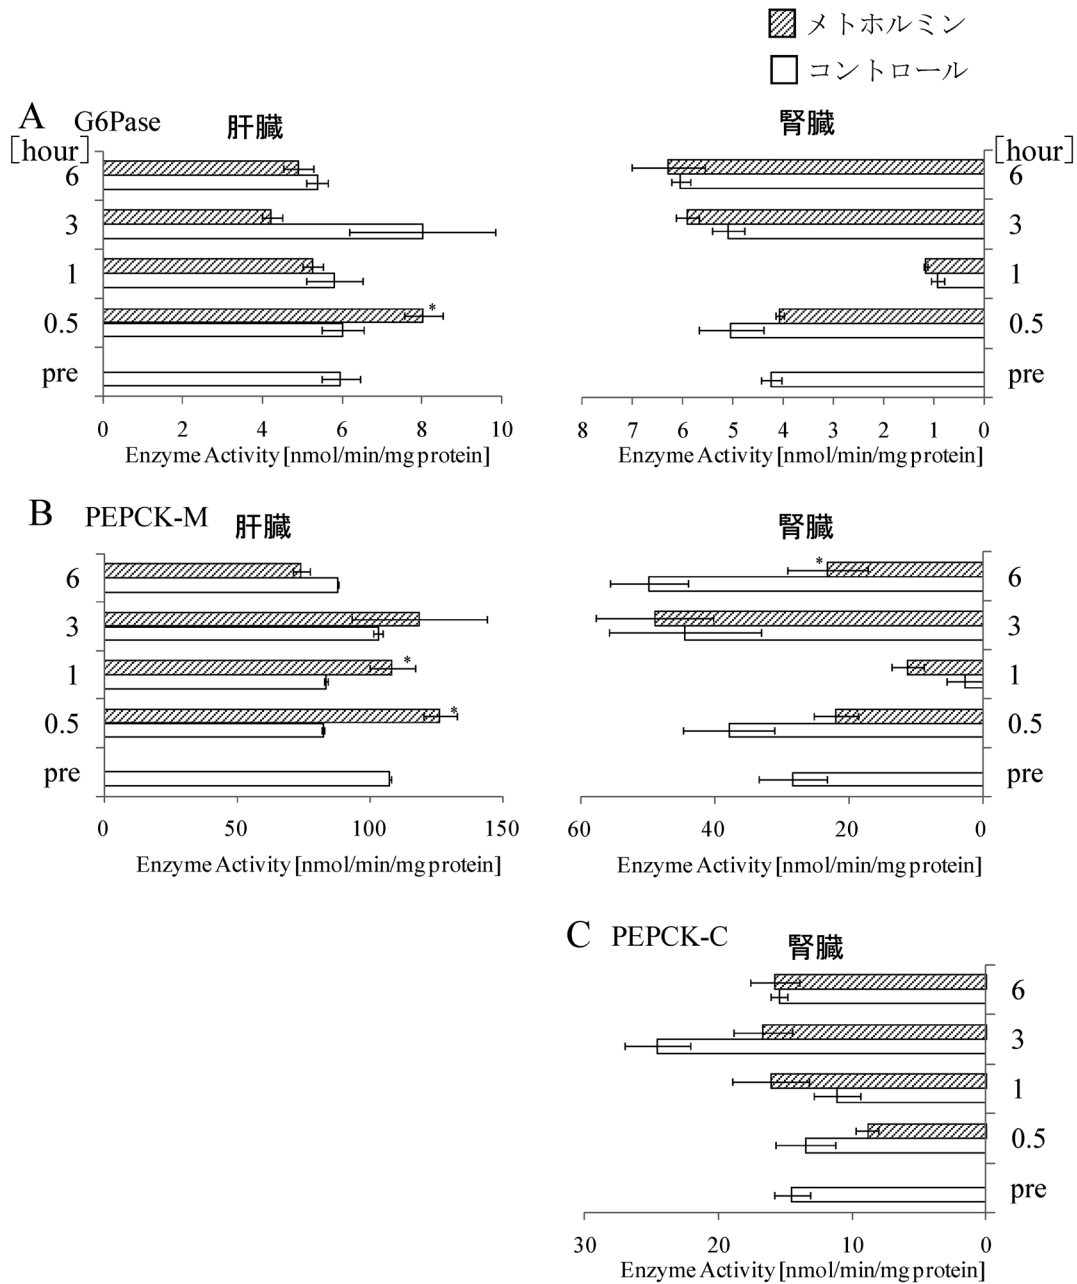 メトホルミン
コントロール
A G6Pase 肝臓 腎臓
[hour] [hour]
6 6
3 3
1 1
0.5 0.5
pre pre
0 2 4 6 8 10 8 7 6 5 4 3 2 1 0
Enzyme Activity [nmol/min/mg protein] Enzyme Activity [nmol/min/mg protein]
B PEPCK-M 肝臓 腎臓
* 
6 6
3 3
1 * 1
0.5 * 0.5
pre pre
0 50 100 150 60 40 20 0
Enzyme Activity [nmol/min/mg protein] Enzyme Activity [nmol/min/mg protein]
C PEPCK-C 腎臓
6
3
1
0.5
pre
30 20 10 0
Enzyme Activity [nmol/min/mg protein]